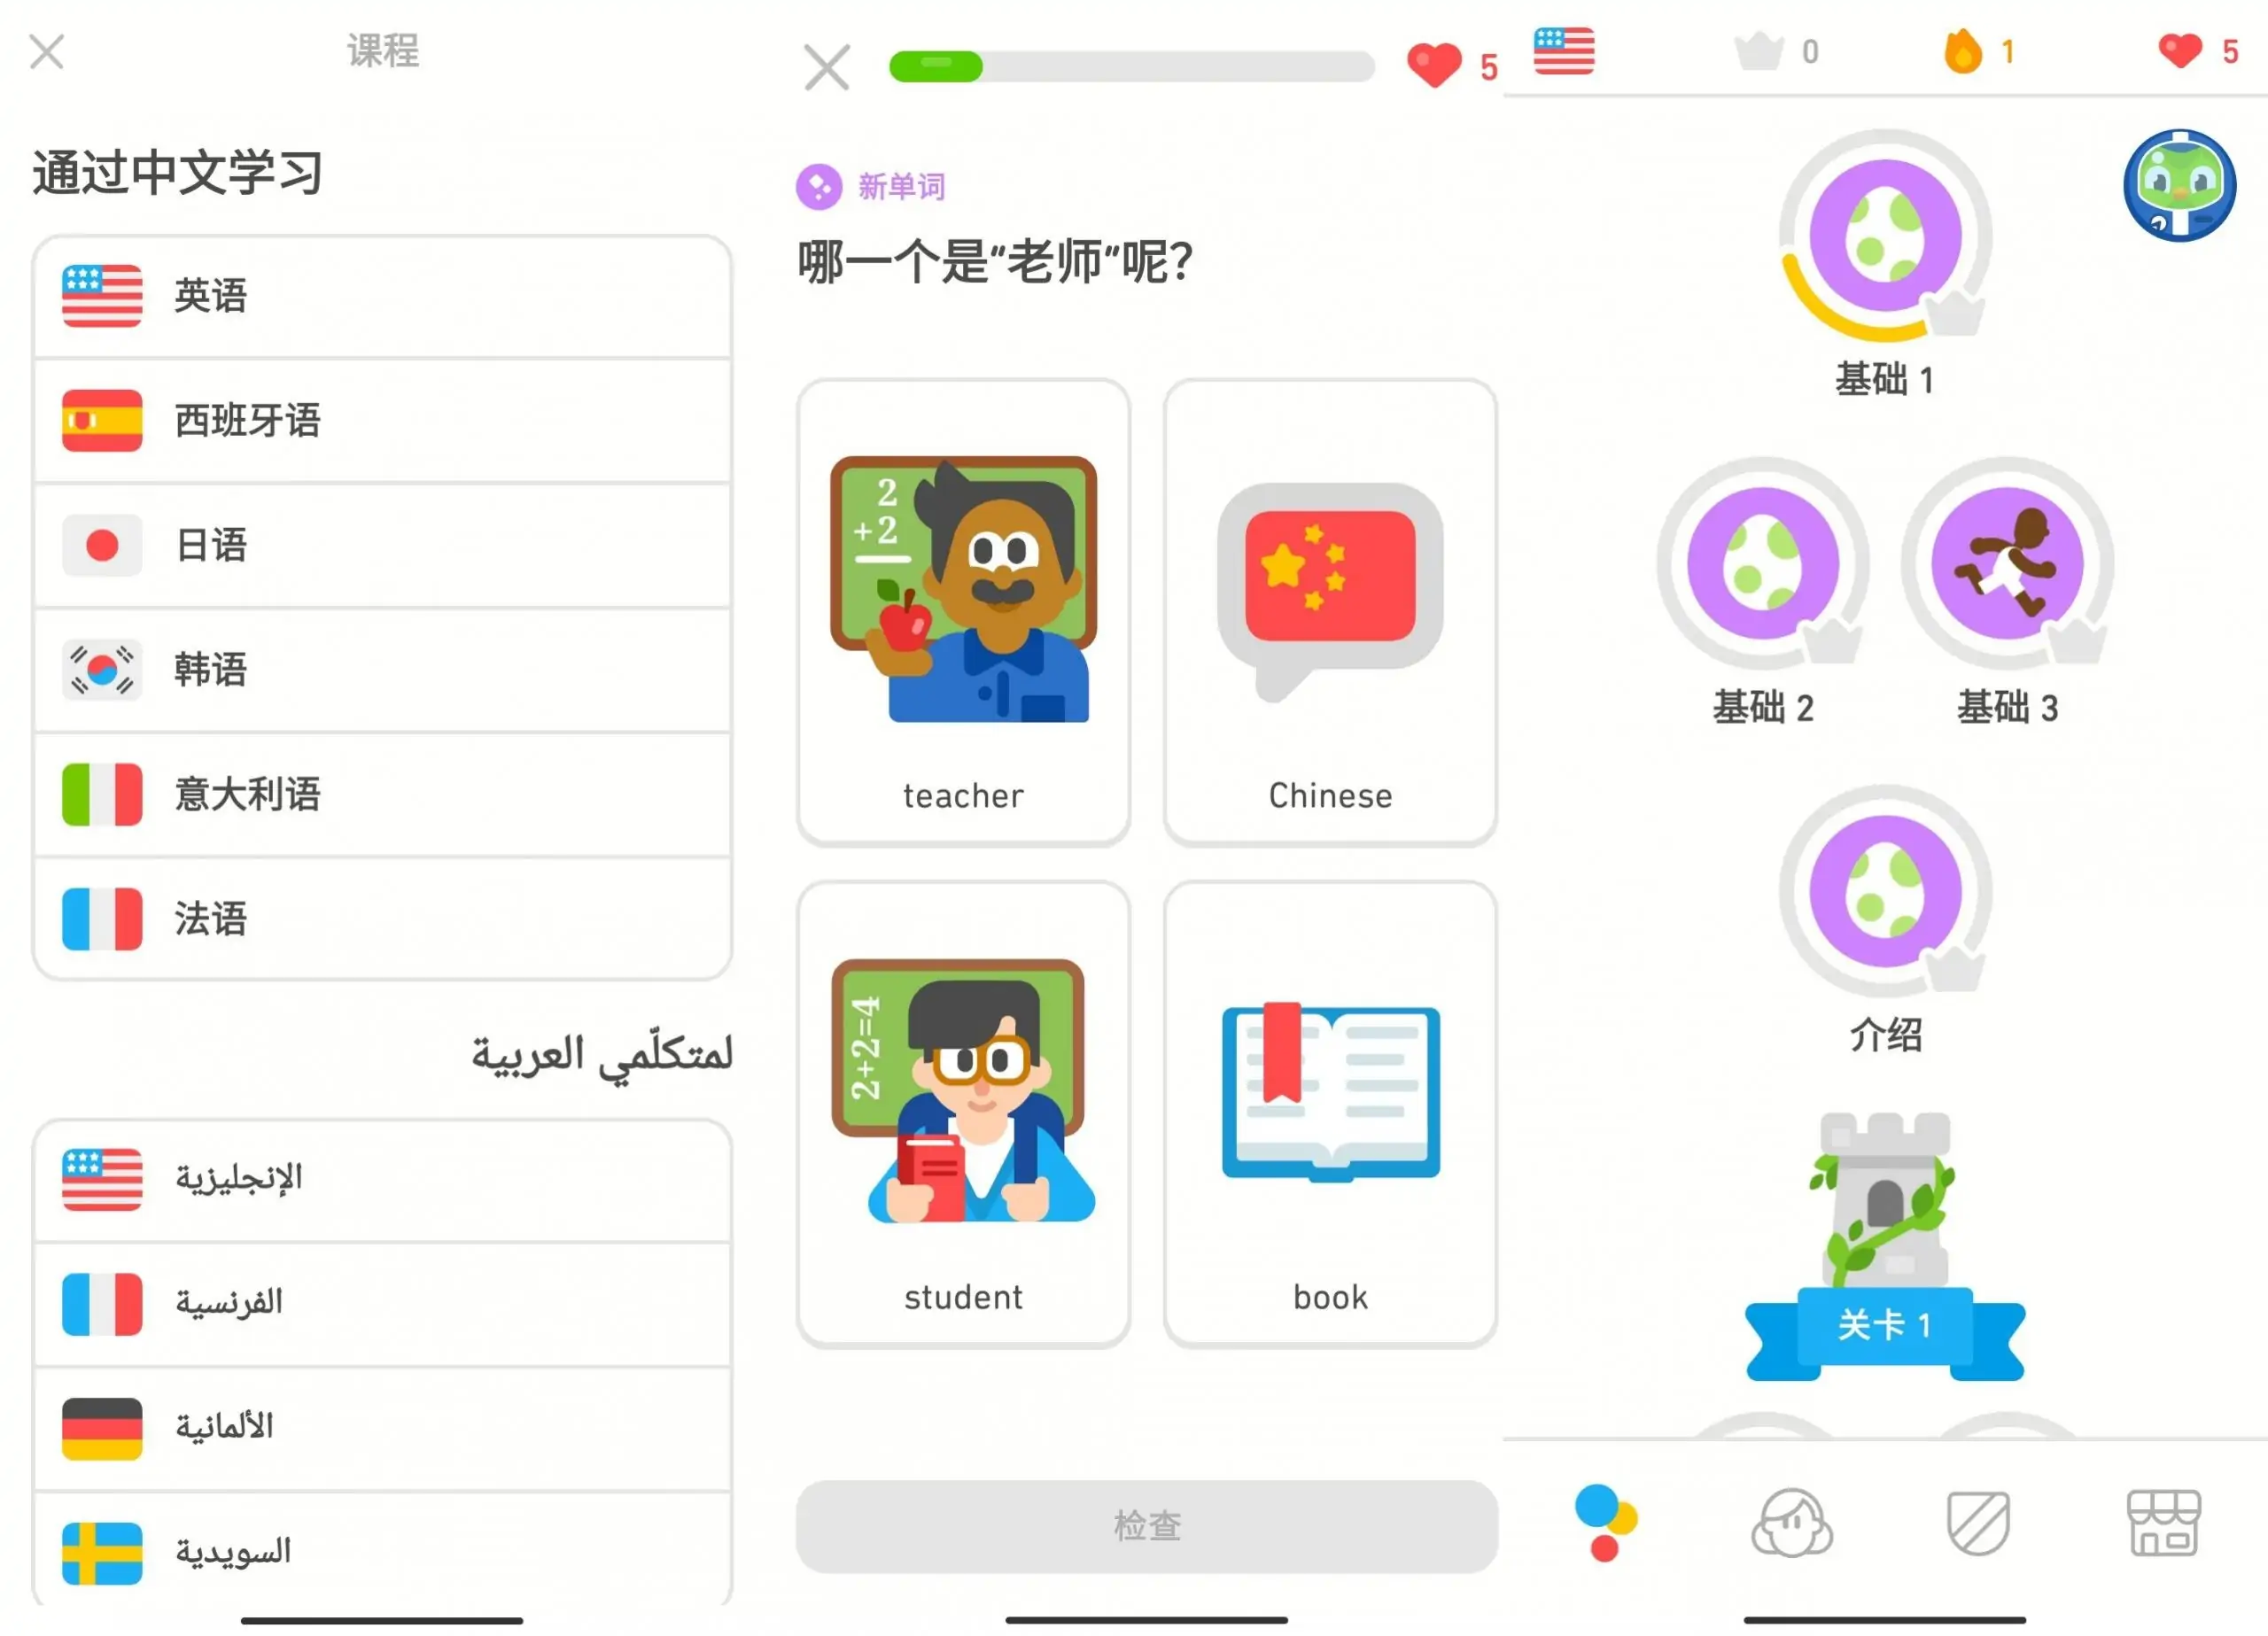 课程
通过中文学习
英语
西班牙语
日语
韩语
意大利语
法语
لمتكلّمي العربية
الإنجليزية
الفرنسية
الألمانية
السويدية
5
新单词
哪一个是“老师”呢?
2
+2
teacher
Chinese
2+2=4
student
book
检查
0
1
5
基础 1
基础 2
基础 3
介绍
关卡 1